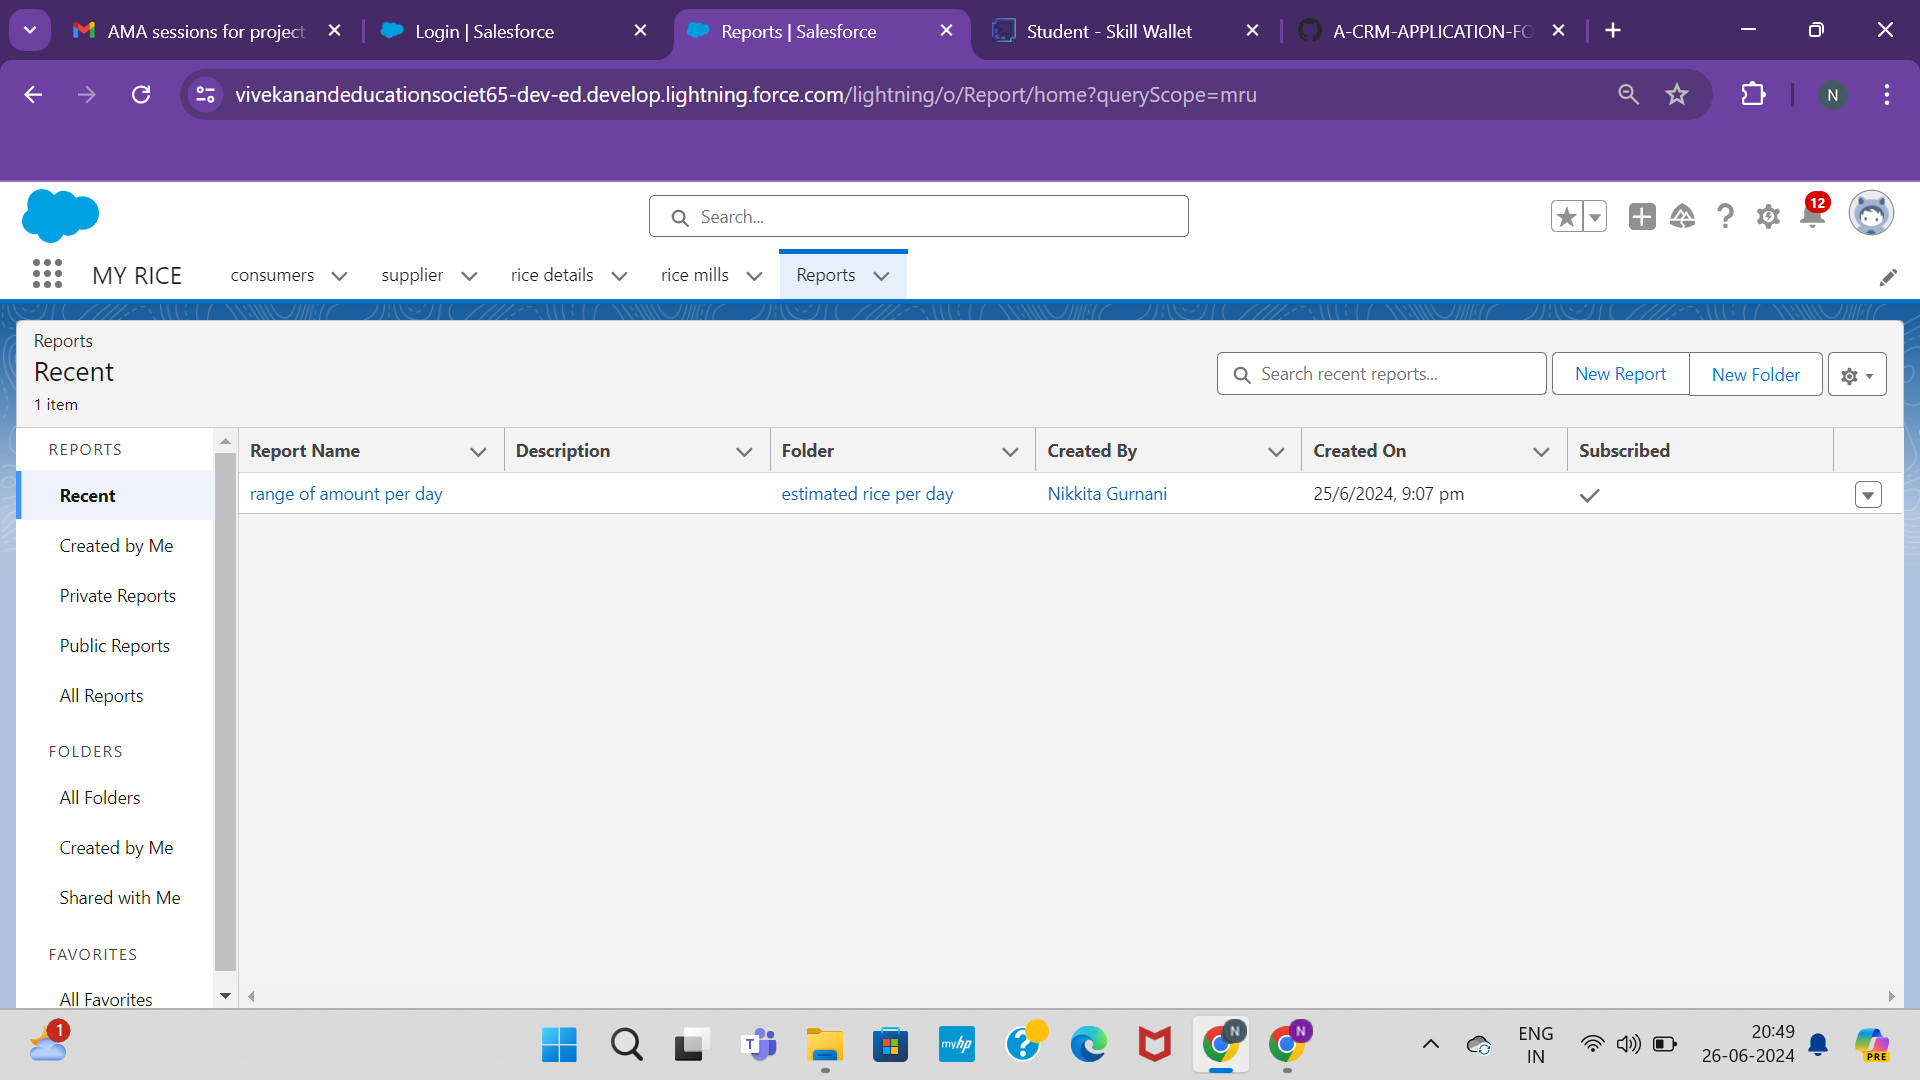 AMA sessions for project
Login | Salesforce
Reports | Salesforce
Student - Skill Wallet
A-CRM-APPLICATION-FO
vivekanandeducationsociet65-dev-ed.develop.lightning.force.com/lightning/o/Report/home?queryScope=mru
N
Search...
12
MY RICE
consumers
supplier
rice details
rice mills
Reports
Reports
Recent
1 item
Search recent reports...
New Report
New Folder
REPORTS
Recent
Created by Me
Private Reports
Public Reports
All Reports
FOLDERS
All Folders
Created by Me
Shared with Me
FAVORITES
All Favorites
Report Name
Description
Folder
Created By
Created On
Subscribed
range of amount per day
estimated rice per day
Nikkita Gurnani
25/6/2024, 9:07 pm
1
T
myhp
?
N
N
ENG
IN
20:49
26-06-2024
PRE